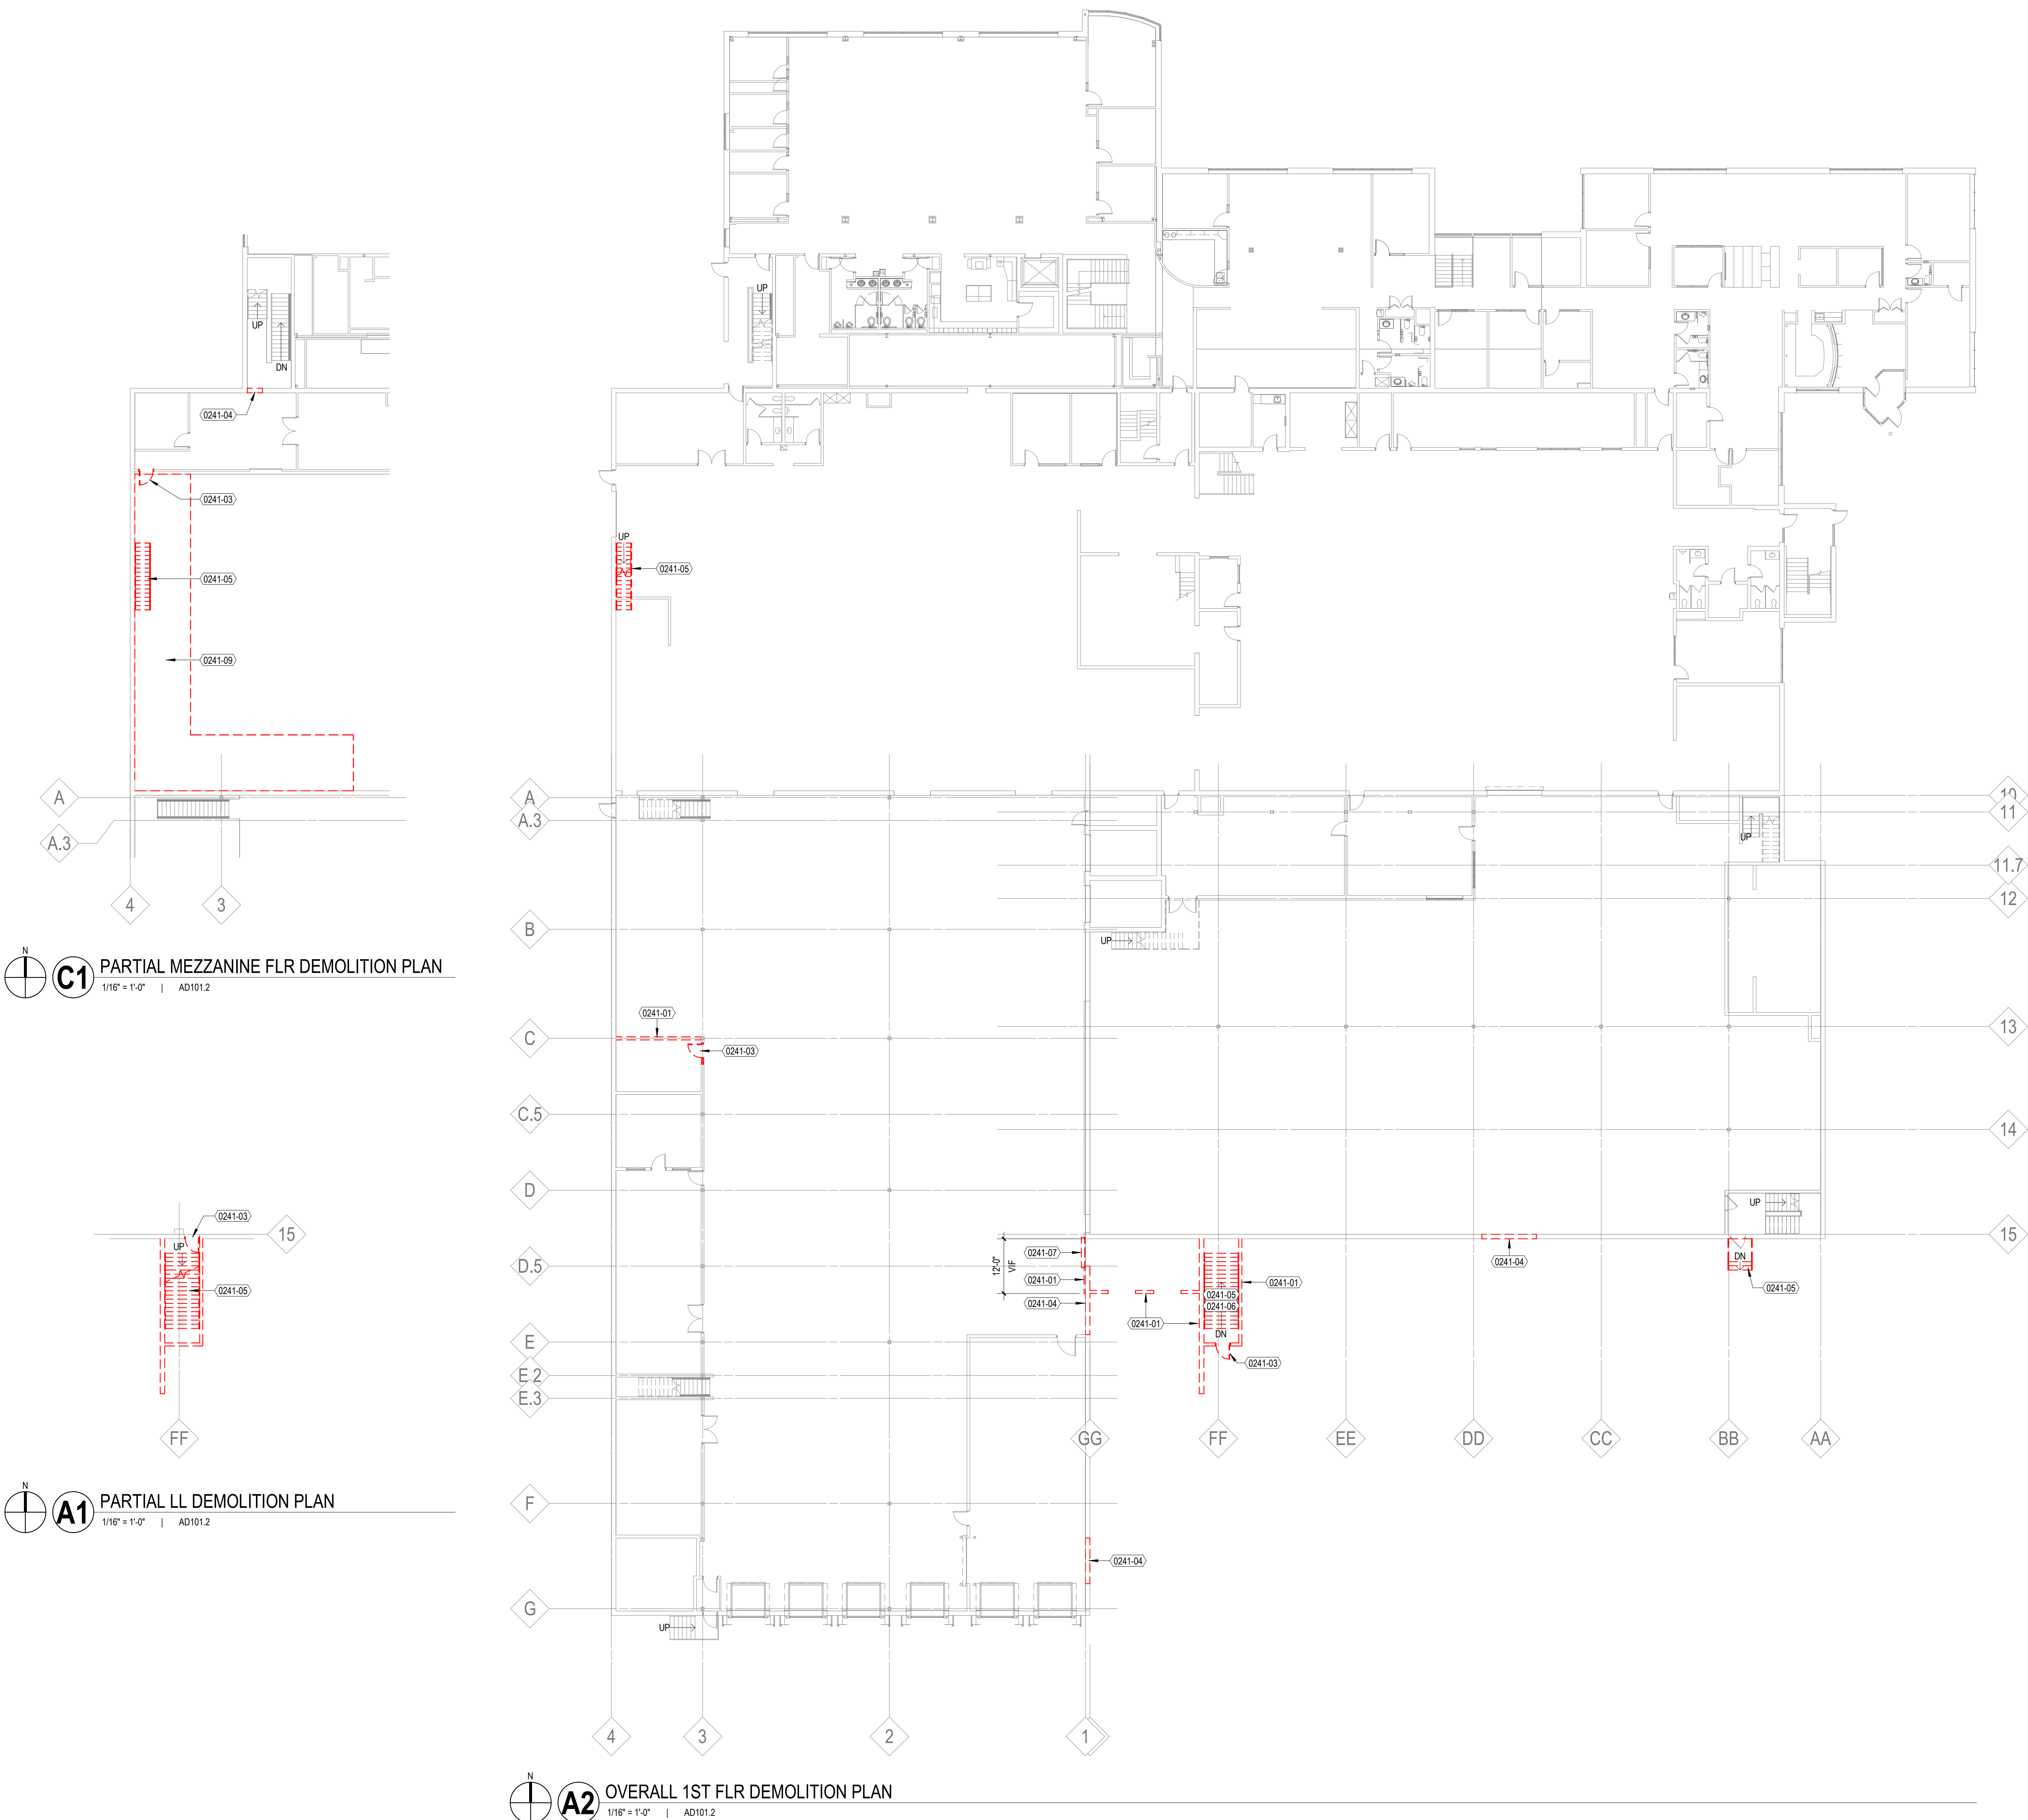 UP
DN
0241-04
0241-03
0241-05
0241-09
A
A.3
4
3
N
C1
PARTIAL MEZZANINE FLR DEMOLITION PLAN
1/16" = 1'-0" | AD101.2
0241-03
15
UP
0241-05
FF
N
A1
PARTIAL LL DEMOLITION PLAN
1/16" = 1'-0" | AD101.2
UP
UP
0241-05
A
A.3
10
11
UP
11.7
12
B
UP
0241-01
C
0241-03
13
C.5
14
D
UP
15
0241-07
12'-0"
VIF
D.5
0241-01
0241-04
0241-01
0241-05
0241-06
DN
0241-01
0241-03
0241-04
DN
0241-05
E
E.2
E.3
GG
FF
EE
DD
CC
BB
AA
F
0241-04
G
UP
4
3
2
1
N
A2
OVERALL 1ST FLR DEMOLITION PLAN
1/16" = 1'-0" | AD101.2